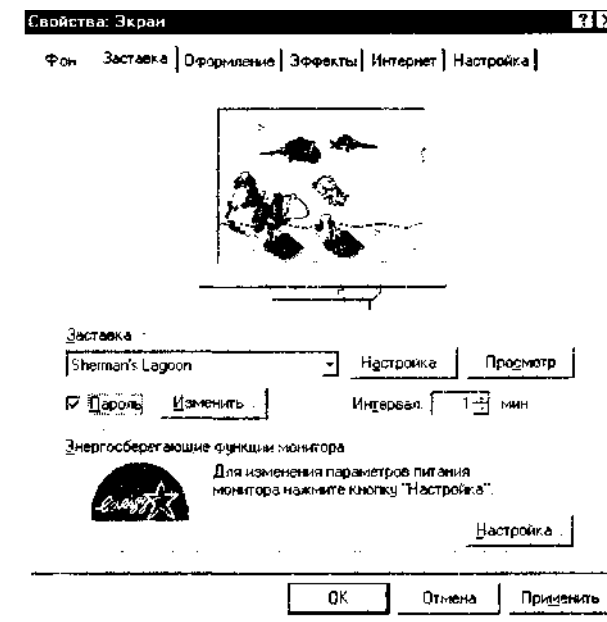 Свойства: Экран
Фон Заставка Оформление Эффекты Интернет Настройка
Заставка
Sherman's Lagoon Настройка Просмотр
Пароль Изменить... Интервал: 1 мин
Энергосберегающие функции монитора
Для изменения параметров питания
монитора нажмите кнопку "Настройка".
energy
Настройка...
OK Отмена Применить